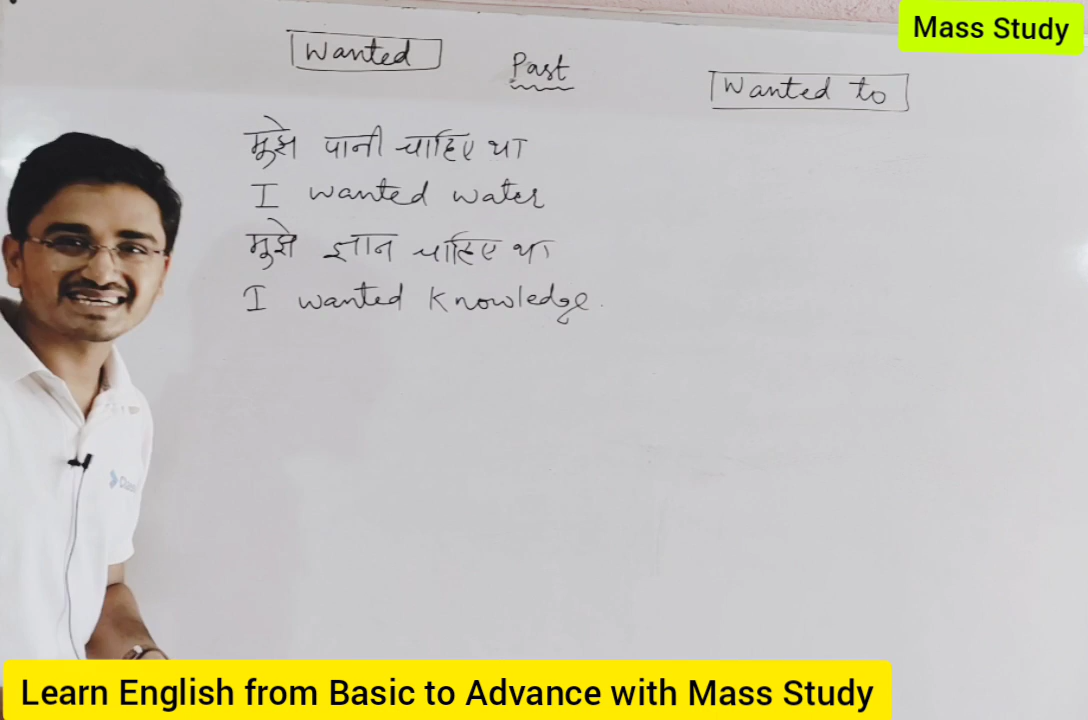 Mass Study
Wanted
Past
Wanted to
मुझे पानी चाहिए था
I wanted water
मुझे ज्ञान चाहिए था
I wanted knowledge.
Learn English from Basic to Advance with Mass Study